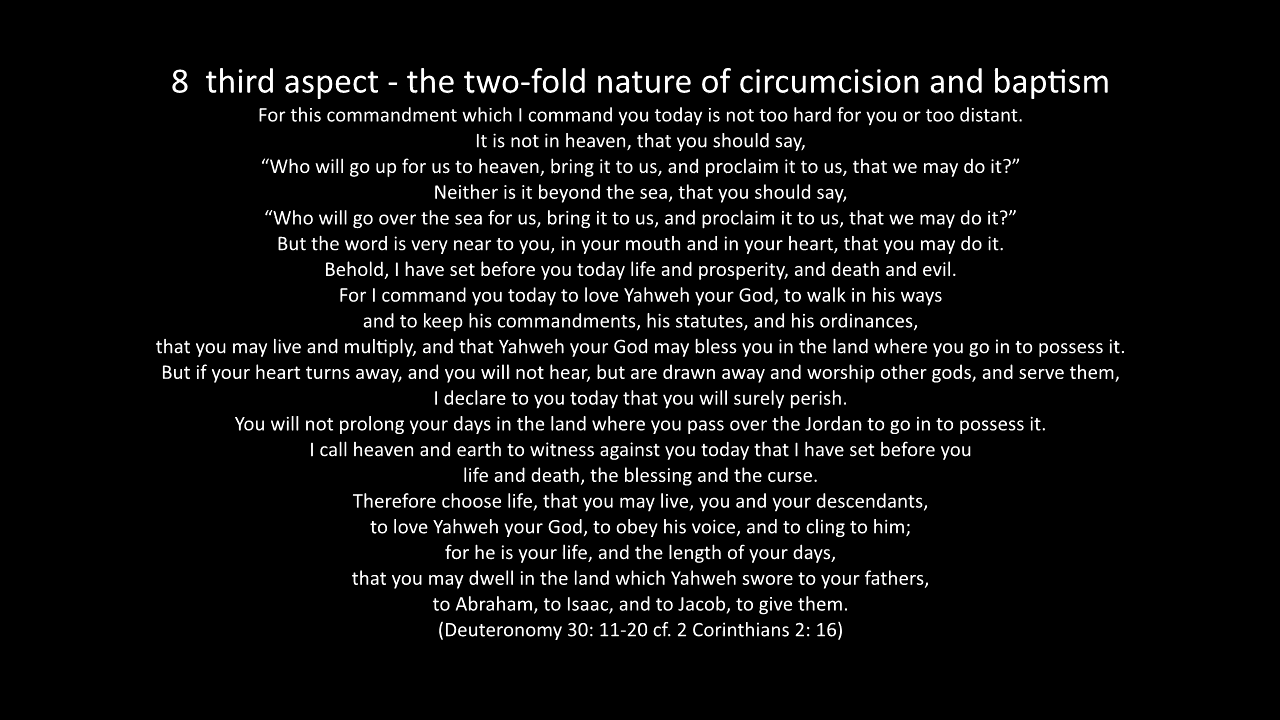 8  third aspect - the two-fold nature of circumcision and baptism
For this commandment which I command you today is not too hard for you or too distant.
It is not in heaven, that you should say,
“Who will go up for us to heaven, bring it to us, and proclaim it to us, that we may do it?”
Neither is it beyond the sea, that you should say,
“Who will go over the sea for us, bring it to us, and proclaim it to us, that we may do it?”
But the word is very near to you, in your mouth and in your heart, that you may do it.
Behold, I have set before you today life and prosperity, and death and evil.
For I command you today to love Yahweh your God, to walk in his ways
and to keep his commandments, his statutes, and his ordinances,
that you may live and multiply, and that Yahweh your God may bless you in the land where you go in to possess it.
But if your heart turns away, and you will not hear, but are drawn away and worship other gods, and serve them,
I declare to you today that you will surely perish.
You will not prolong your days in the land where you pass over the Jordan to go in to possess it.
I call heaven and earth to witness against you today that I have set before you
life and death, the blessing and the curse.
Therefore choose life, that you may live, you and your descendants,
to love Yahweh your God, to obey his voice, and to cling to him;
for he is your life, and the length of your days,
that you may dwell in the land which Yahweh swore to your fathers,
to Abraham, to Isaac, and to Jacob, to give them.
(Deuteronomy 30: 11-20 cf. 2 Corinthians 2: 16)